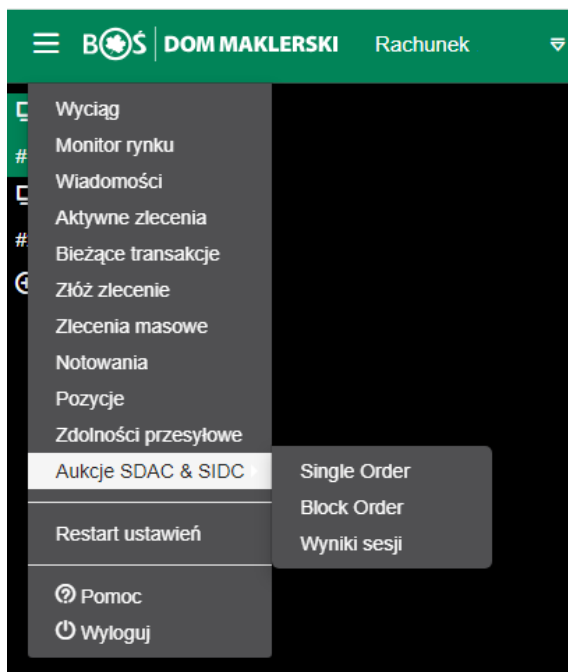 BOŚ DOM MAKLERSKI Rachunek
Wyciąg
#
Monitor rynku
Wiadomości
Aktywne zlecenia
#
Bieżące transakcje
Złóż zlecenie
Zlecenia masowe
Notowania
Pozycje
Zdolności przesyłowe
Aukcje SDAC & SIDC
Single Order
Block Order
Wyniki sesji
Restart ustawień
Pomoc
Wyloguj